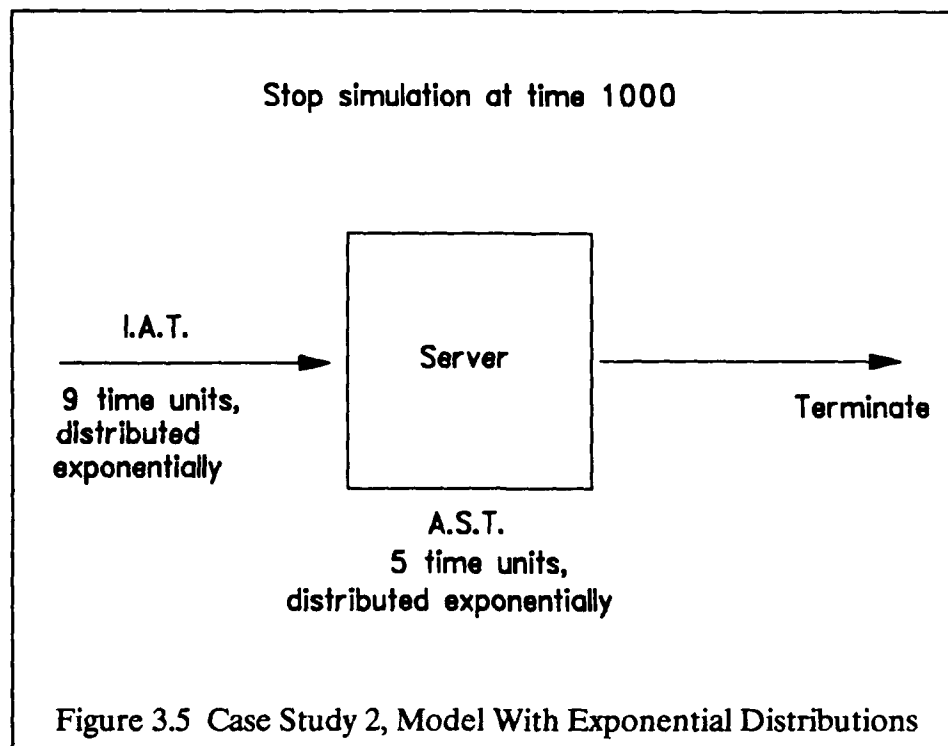 Stop simulation at time 1000
I.A.T.
9 time units,
distributed
exponentially
Server
Terminate
A.S.T.
5 time units,
distributed exponentially
Figure 3.5 Case Study 2, Model With Exponential Distributions